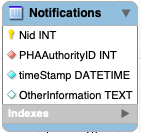 Notifications
Nid INT
PHAAuthorityID INT
timeStamp DATETIME
OtherInformation TEXT
Indexes